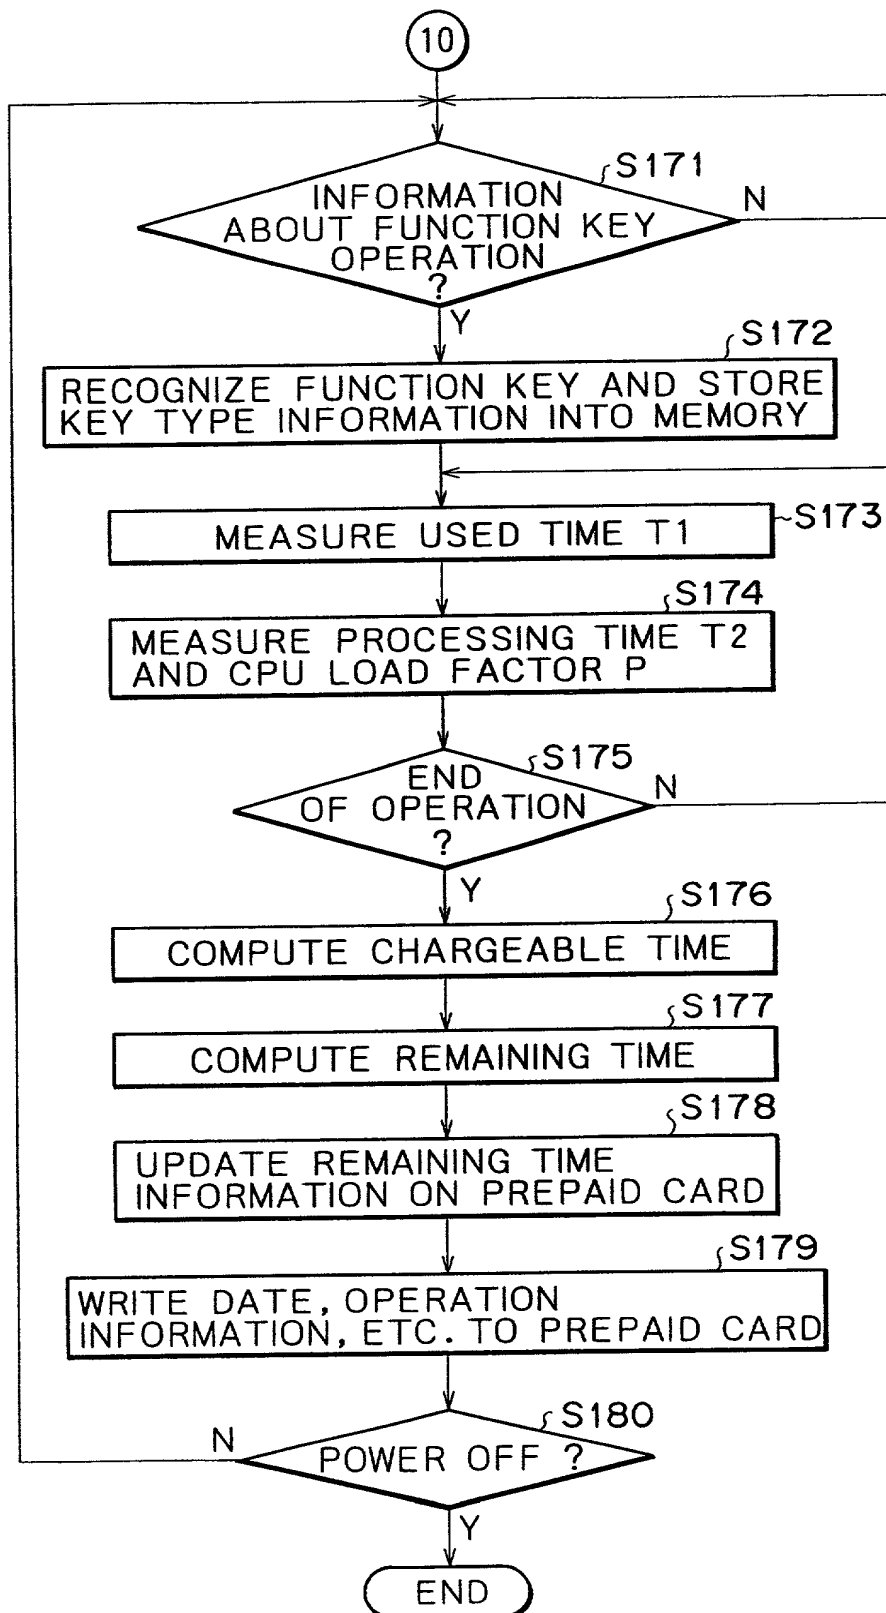 10
S171
INFORMATION
ABOUT FUNCTION KEY
OPERATION
?
N
Y
S172
RECOGNIZE FUNCTION KEY AND STORE
KEY TYPE INFORMATION INTO MEMORY
S173
MEASURE USED TIME T1
S174
MEASURE PROCESSING TIME T2
AND CPU LOAD FACTOR P
S175
END
OF OPERATION
?
N
Y
S176
COMPUTE CHARGEABLE TIME
S177
COMPUTE REMAINING TIME
S178
UPDATE REMAINING TIME
INFORMATION ON PREPAID CARD
S179
WRITE DATE, OPERATION
INFORMATION, ETC. TO PREPAID CARD
S180
N
POWER OFF ?
Y
END